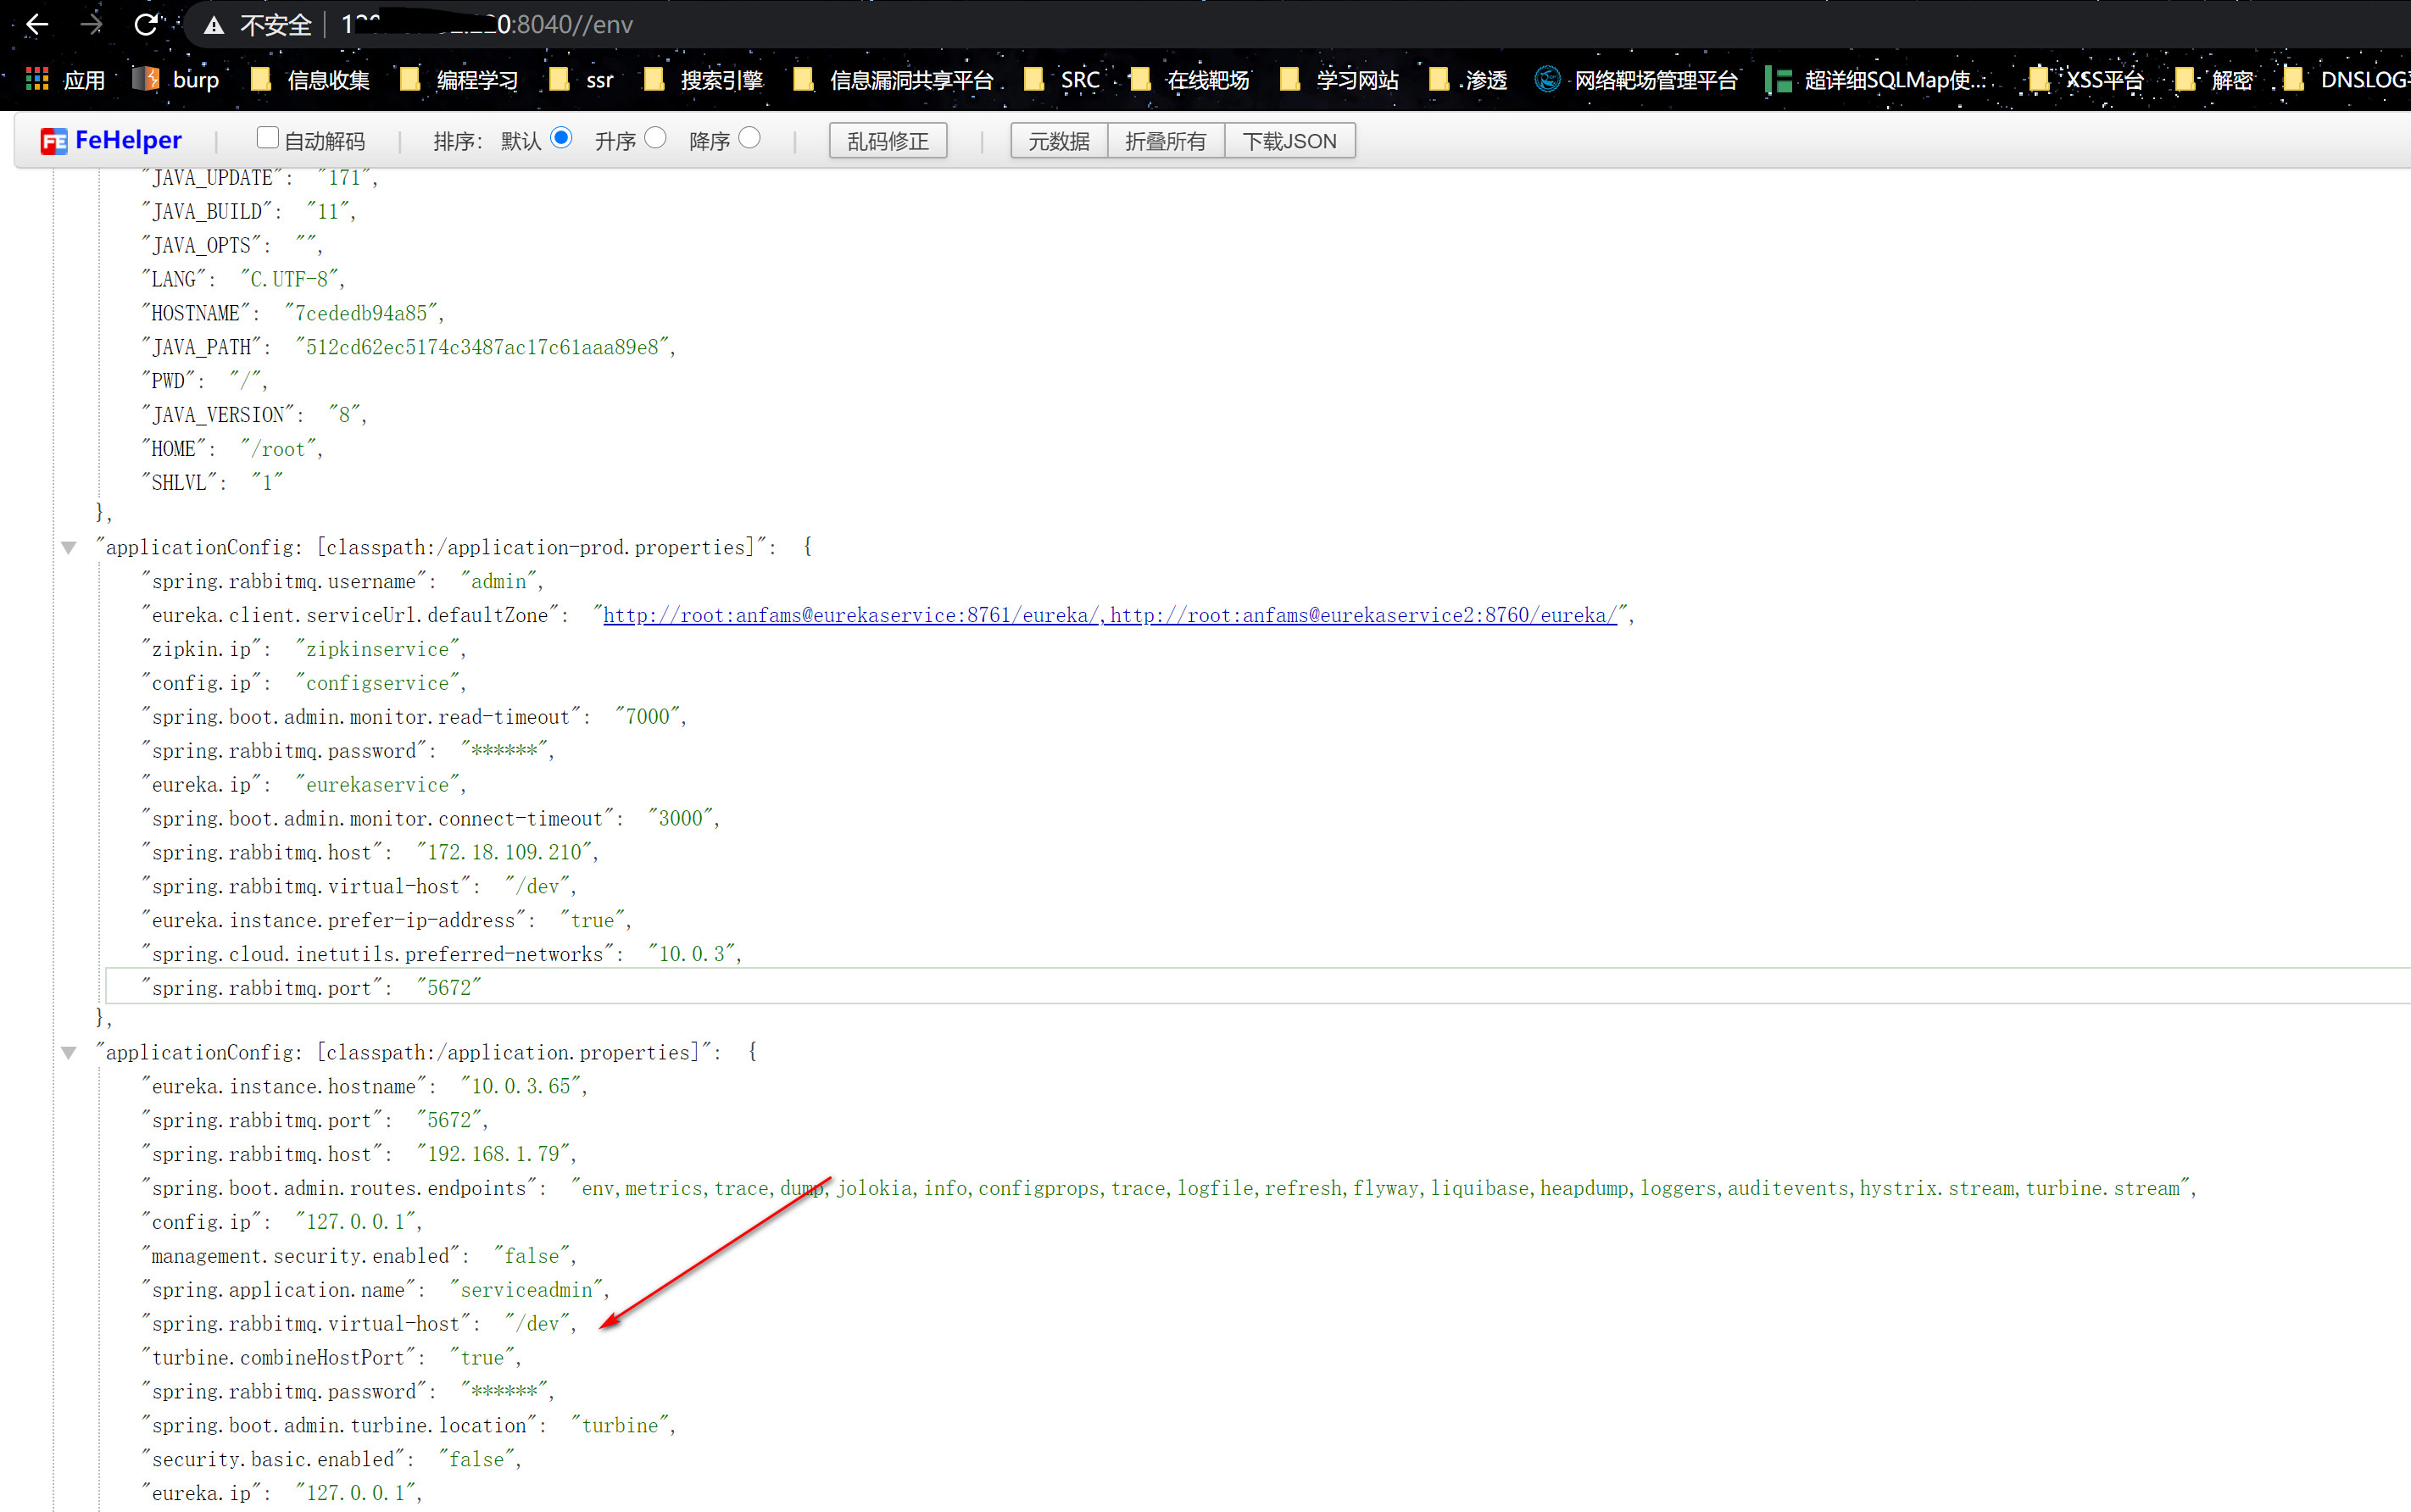 不安全 | 1 0:8040//env
应用 burp 信息收集 编程学习 ssr 搜索引擎 信息漏洞共享平台 SRC 在线靶场 学习网站 渗透 网络靶场管理平台 超详细SQLMap使... XSS平台 解密 DNSLOG
FeHelper | 自动解码 | 排序: 默认 升序 降序 | 乱码修正 | 元数据 折叠所有 下载JSON
"JAVA_UPDATE": "171",
"JAVA_BUILD": "11",
"JAVA_OPTS": "",
"LANG": "C.UTF-8",
"HOSTNAME": "7cededb94a85",
"JAVA_PATH": "512cd62ec5174c3487ac17c61aaa89e8",
"PWD": "/",
"JAVA_VERSION": "8",
"HOME": "/root",
"SHLVL": "1"
},
"applicationConfig: [classpath:/application-prod.properties]": {
"spring.rabbitmq.username": "admin",
"eureka.client.serviceUrl.defaultZone": "http://root:anfams@eurekaservice:8761/eureka/,http://root:anfams@eurekaservice2:8760/eureka/",
"zipkin.ip": "zipkinservice",
"config.ip": "configservice",
"spring.boot.admin.monitor.read-timeout": "7000",
"spring.rabbitmq.password": "******",
"eureka.ip": "eurekaservice",
"spring.boot.admin.monitor.connect-timeout": "3000",
"spring.rabbitmq.host": "172.18.109.210",
"spring.rabbitmq.virtual-host": "/dev",
"eureka.instance.prefer-ip-address": "true",
"spring.cloud.inetutils.preferred-networks": "10.0.3",
"spring.rabbitmq.port": "5672"
},
"applicationConfig: [classpath:/application.properties]": {
"eureka.instance.hostname": "10.0.3.65",
"spring.rabbitmq.port": "5672",
"spring.rabbitmq.host": "192.168.1.79",
"spring.boot.admin.routes.endpoints": "env,metrics,trace,dump,jolokia,info,configprops,trace,logfile,refresh,flyway,liquibase,heapdump,loggers,auditevents,hystrix.stream,turbine.stream",
"config.ip": "127.0.0.1",
"management.security.enabled": "false",
"spring.application.name": "serviceadmin",
"spring.rabbitmq.virtual-host": "/dev",
"turbine.combineHostPort": "true",
"spring.rabbitmq.password": "******",
"spring.boot.admin.turbine.location": "turbine",
"security.basic.enabled": "false",
"eureka.ip": "127.0.0.1",